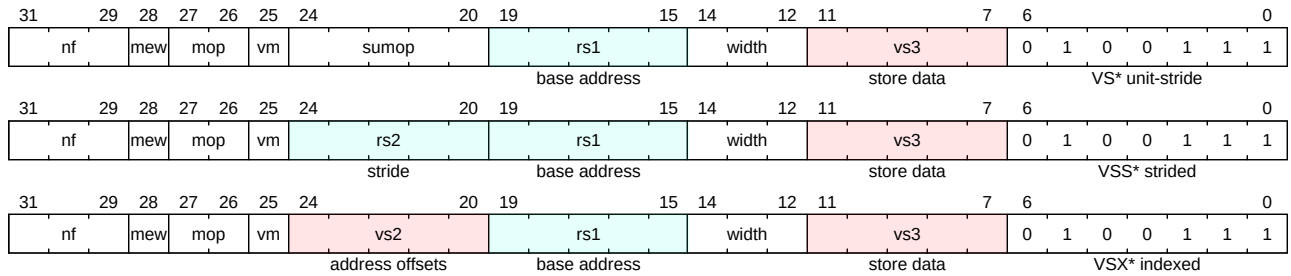 31 29 28 27 26 25 24 20 19 15 14 12 11 7 6 0
nf mew mop vm sumop rs1 width vs3 0 1 0 0 1 1 1
base address store data VS* unit-stride
31 29 28 27 26 25 24 20 19 15 14 12 11 7 6 0
nf mew mop vm rs2 rs1 width vs3 0 1 0 0 1 1 1
stride base address store data VSS* strided
31 29 28 27 26 25 24 20 19 15 14 12 11 7 6 0
nf mew mop vm vs2 rs1 width vs3 0 1 0 0 1 1 1
address offsets base address store data VSX* indexed